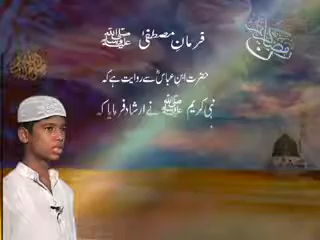 فرمانِ مصطفیٰ ﷺ
حضرت ابن عباسؓ سے روایت ہے کہ
نبی کریم ﷺ نے ارشاد فرمایا کہ